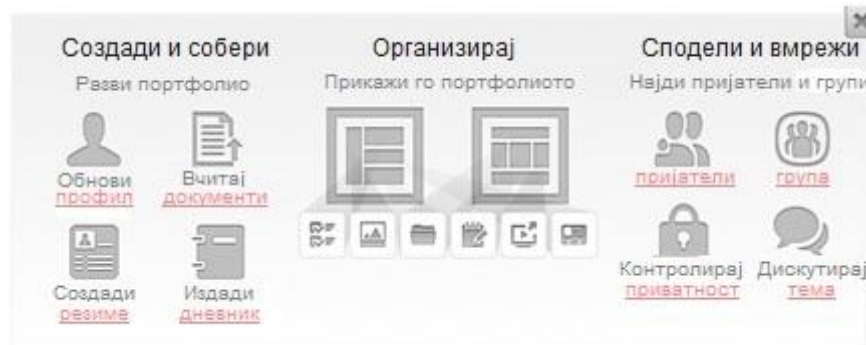 Создади и собери
Разви портфолио
Обнови
профил
Вчитај
документи
Создади
резиме
Издади
дневник
Организирај
Прикажи го портфолиото
Сподели и вмрежи
Најди пријатели и групи
пријатели
група
Контролирај
приватност
Дискутирај
тема